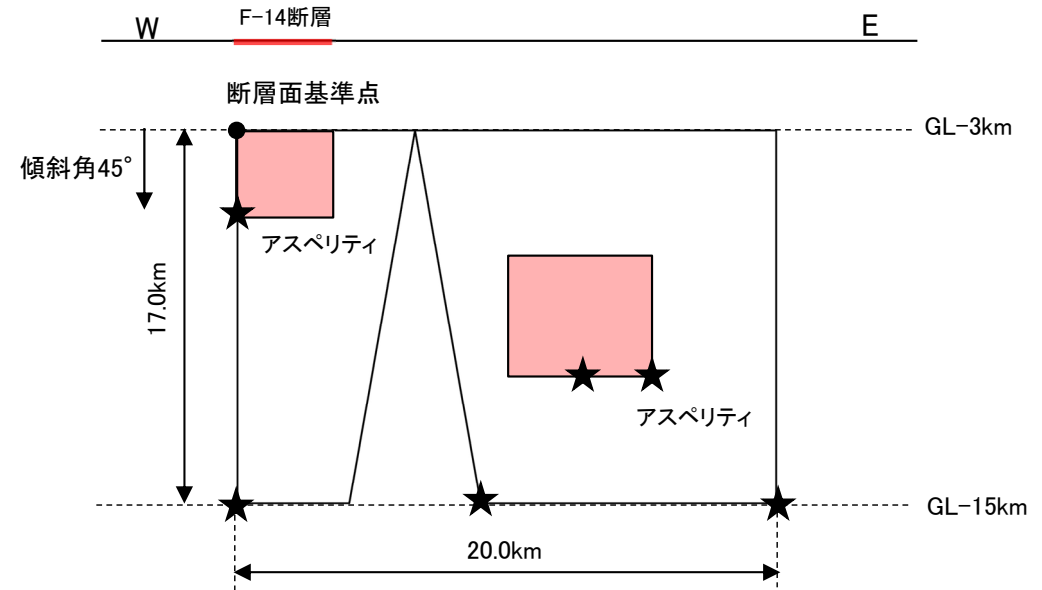 W
F-14断層
E
断層面基準点
GL-3km
傾斜角45°
アスペリティ
17.0km
アスペリティ
GL-15km
20.0km